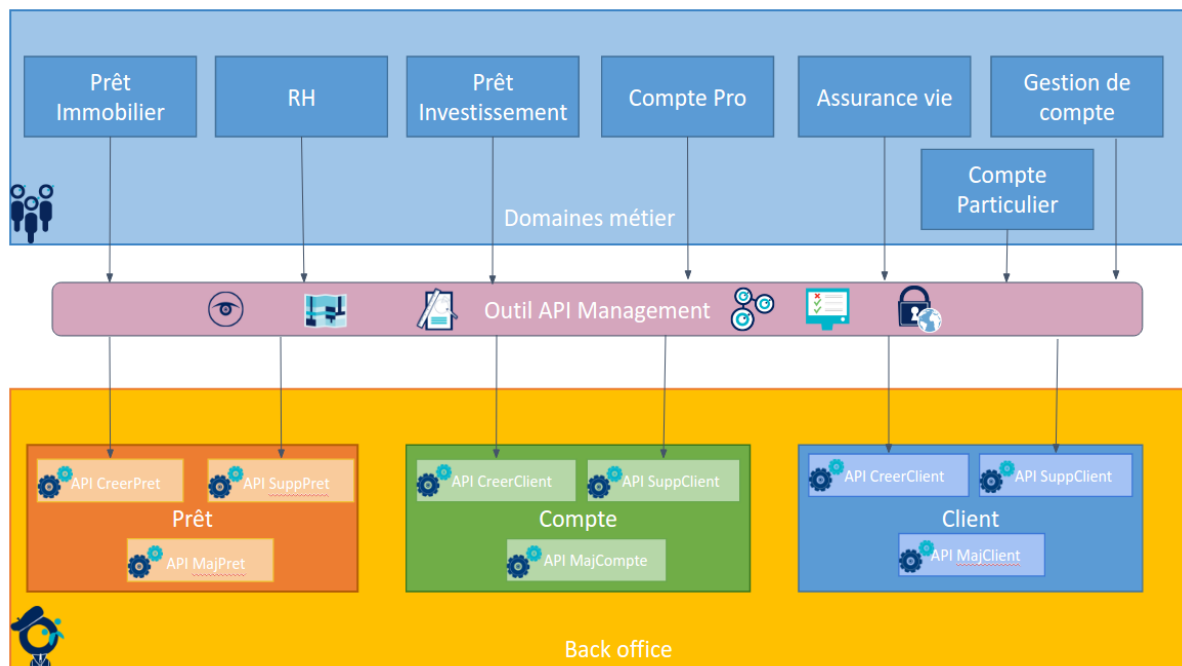 Prêt
Immobilier
RH
Prêt
Investissement
Compte Pro
Assurance vie
Gestion de
compte
Compte
Particulier
Domaines métier
Outil API Management
API CreerPret
API SuppPret
Prêt
API MajPret
API CreerClient
API SuppClient
Compte
API MajCompte
API CreerClient
API SuppClient
Client
API MajClient
Back office